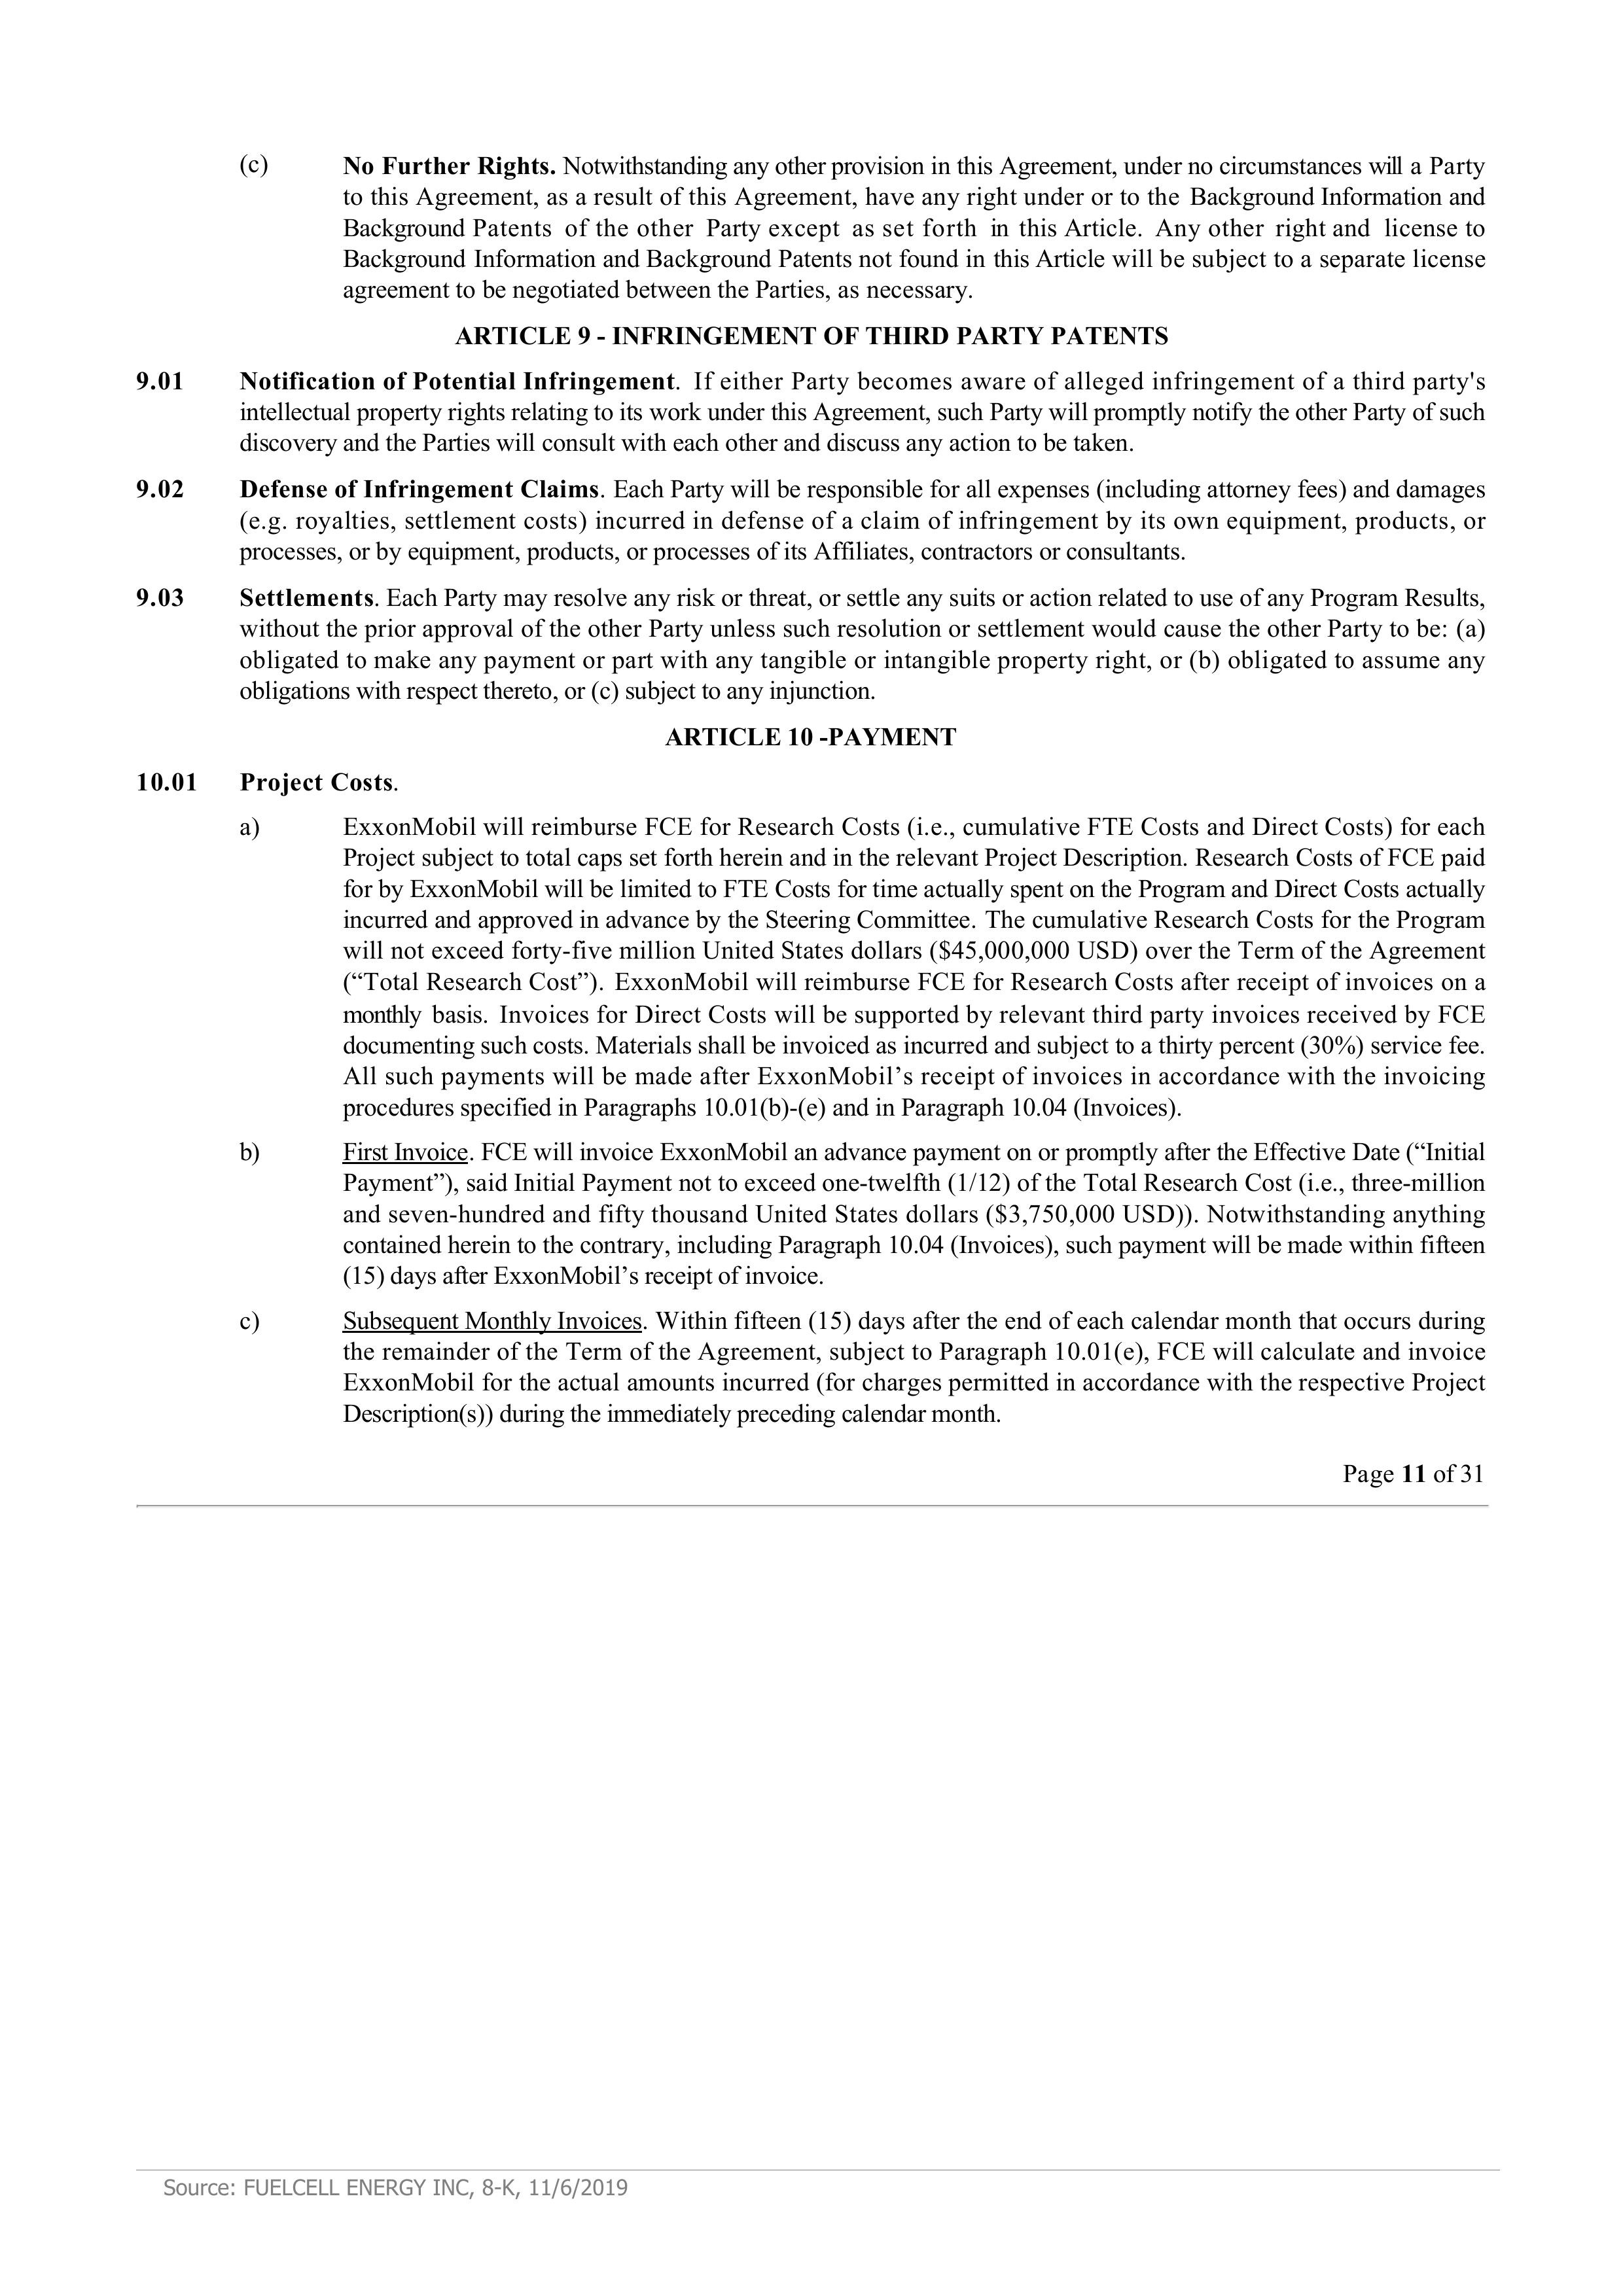 (c) No Further Rights. Notwithstanding any other provision in this Agreement, under no circumstances will a Party
to this Agreement, as a result of this Agreement, have any right under or to the Background Information and
Background Patents of the other Party except as set forth in this Article. Any other right and license to
Background Information and Background Patents not found in this Article will be subject to a separate license
agreement to be negotiated between the Parties, as necessary.
ARTICLE 9 - INFRINGEMENT OF THIRD PARTY PATENTS
9.01 Notification of Potential Infringement. If either Party becomes aware of alleged infringement of a third party's
intellectual property rights relating to its work under this Agreement, such Party will promptly notify the other Party of such
discovery and the Parties will consult with each other and discuss any action to be taken.
9.02 Defense of Infringement Claims. Each Party will be responsible for all expenses (including attorney fees) and damages
(e.g. royalties, settlement costs) incurred in defense of a claim of infringement by its own equipment, products, or
processes, or by equipment, products, or processes of its Affiliates, contractors or consultants.
9.03 Settlements. Each Party may resolve any risk or threat, or settle any suits or action related to use of any Program Results,
without the prior approval of the other Party unless such resolution or settlement would cause the other Party to be: (a)
obligated to make any payment or part with any tangible or intangible property right, or (b) obligated to assume any
obligations with respect thereto, or (c) subject to any injunction.
ARTICLE 10 -PAYMENT
10.01 Project Costs.
a) ExxonMobil will reimburse FCE for Research Costs (i.e., cumulative FTE Costs and Direct Costs) for each
Project subject to total caps set forth herein and in the relevant Project Description. Research Costs of FCE paid
for by ExxonMobil will be limited to FTE Costs for time actually spent on the Program and Direct Costs actually
incurred and approved in advance by the Steering Committee. The cumulative Research Costs for the Program
will not exceed forty-five million United States dollars ($45,000,000 USD) over the Term of the Agreement
(“Total Research Cost”). ExxonMobil will reimburse FCE for Research Costs after receipt of invoices on a
monthly basis. Invoices for Direct Costs will be supported by relevant third party invoices received by FCE
documenting such costs. Materials shall be invoiced as incurred and subject to a thirty percent (30%) service fee.
All such payments will be made after ExxonMobil’s receipt of invoices in accordance with the invoicing
procedures specified in Paragraphs 10.01(b)-(e) and in Paragraph 10.04 (Invoices).
b) First Invoice. FCE will invoice ExxonMobil an advance payment on or promptly after the Effective Date (“Initial
Payment”), said Initial Payment not to exceed one-twelfth (1/12) of the Total Research Cost (i.e., three-million
and seven-hundred and fifty thousand United States dollars ($3,750,000 USD)). Notwithstanding anything
contained herein to the contrary, including Paragraph 10.04 (Invoices), such payment will be made within fifteen
(15) days after ExxonMobil’s receipt of invoice.
c) Subsequent Monthly Invoices. Within fifteen (15) days after the end of each calendar month that occurs during
the remainder of the Term of the Agreement, subject to Paragraph 10.01(e), FCE will calculate and invoice
ExxonMobil for the actual amounts incurred (for charges permitted in accordance with the respective Project
Description(s)) during the immediately preceding calendar month.
Page 11 of 31
Source: FUELCELL ENERGY INC, 8-K, 11/6/2019